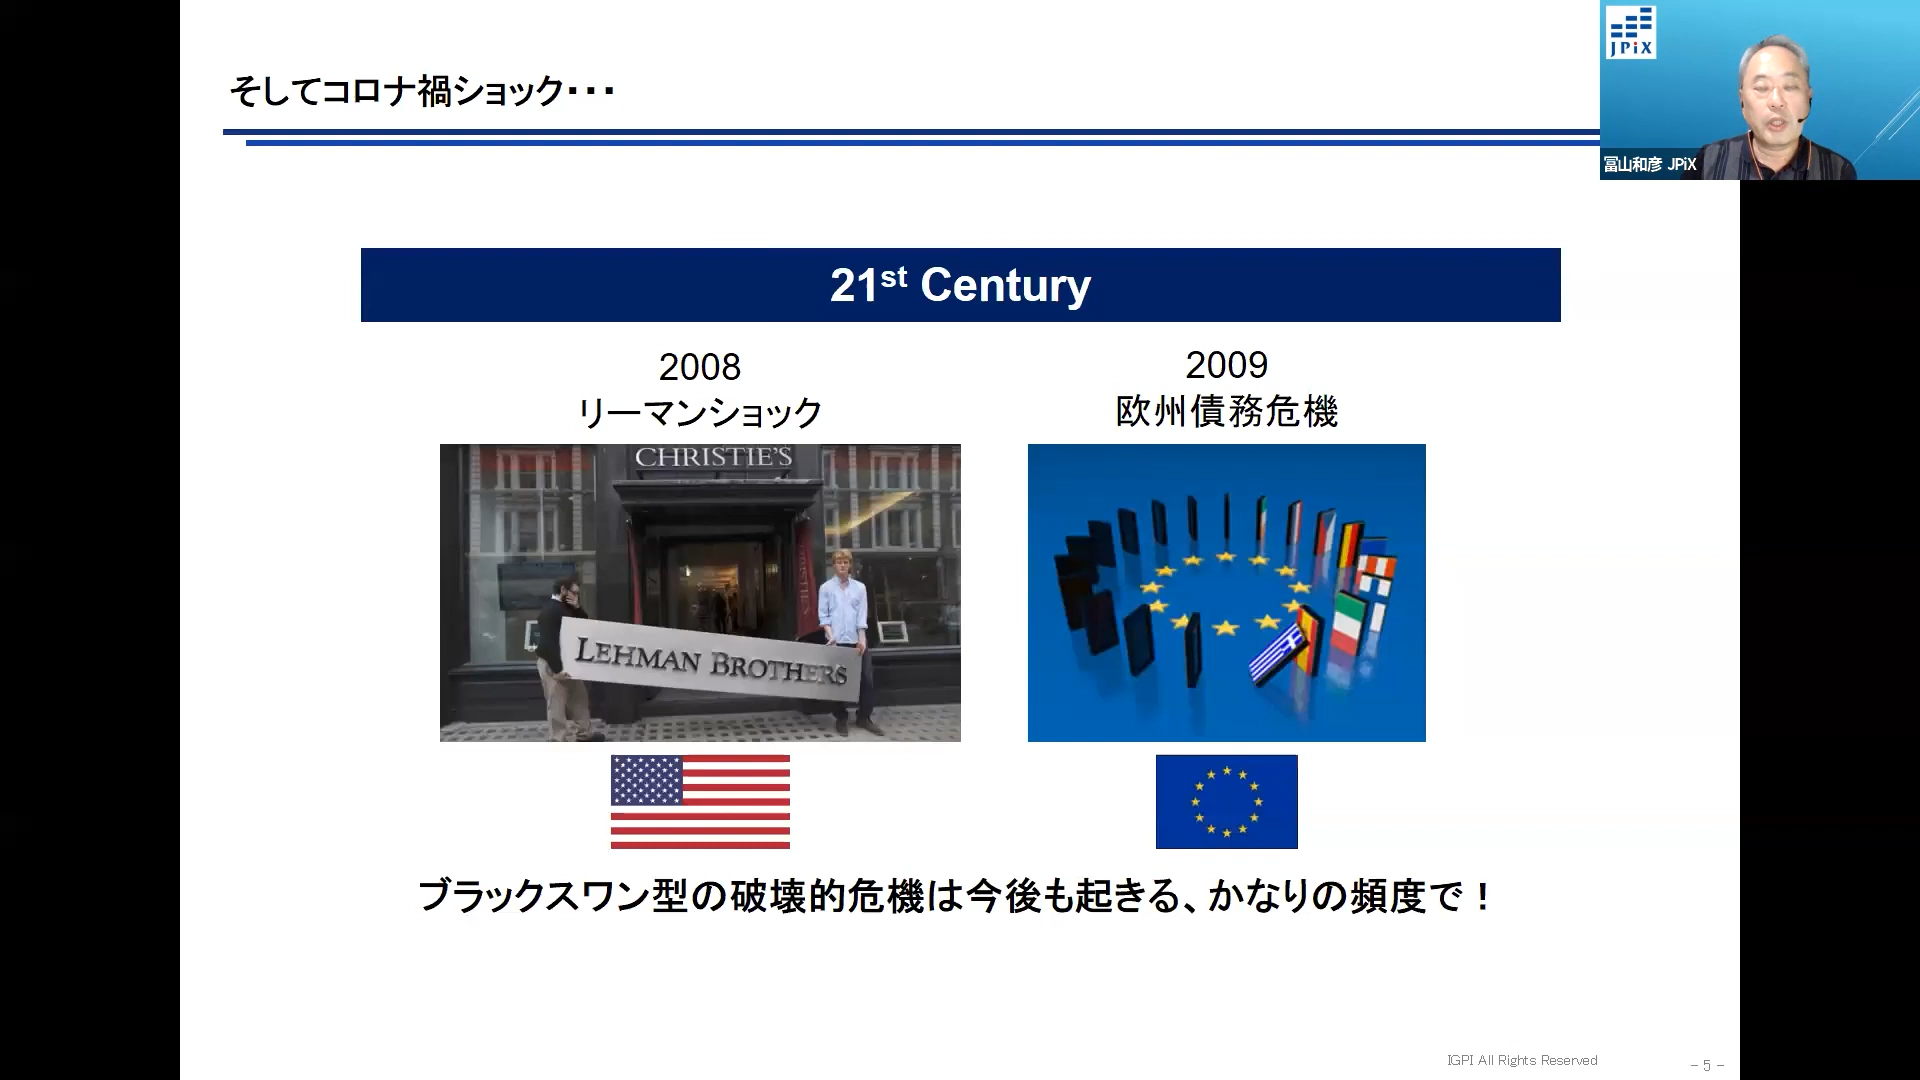 そしてコロナ禍ショック･･･
JPiX
冨山和彦 JPiX
21st Century
2008
リーマンショック
2009
欧州債務危機
CHRISTIE'S
LEHMAN BROTHERS
ブラックスワン型の破壊的危機は今後も起きる、かなりの頻度で！
IGPI All Rights Reserved
- 5 -